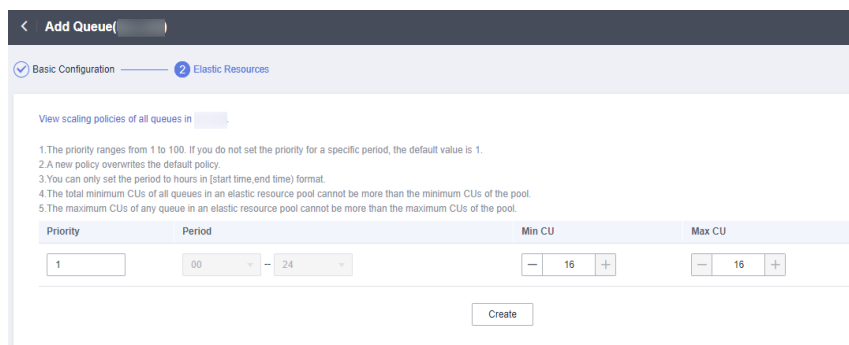 Add Queue( )
Basic Configuration 2 Elastic Resources
View scaling policies of all queues in .
1.The priority ranges from 1 to 100. If you do not set the priority for a specific period, the default value is 1.
2.A new policy overwrites the default policy.
3.You can only set the period to hours in [start time,end time) format.
4.The total minimum CUs of all queues in an elastic resource pool cannot be more than the minimum CUs of the pool.
5.The maximum CUs of any queue in an elastic resource pool cannot be more than the maximum CUs of the pool.
Priority Period Min CU Max CU
1 00 -- 24 − 16 + − 16 +
Create